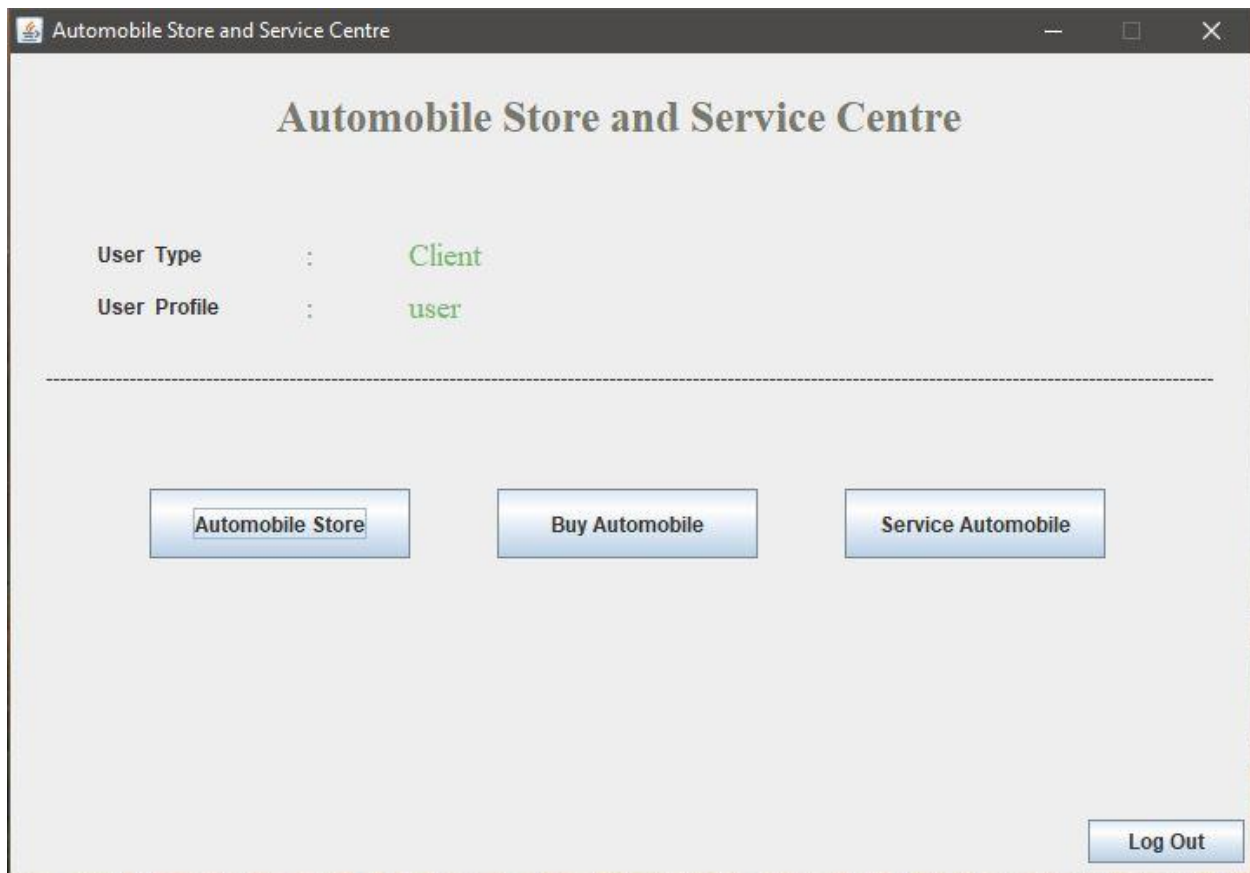 Automobile Store and Service Centre
Automobile Store and Service Centre
User Type : Client
User Profile : user
------------------------------------------------------------------------------------------------------------------------
Automobile Store Buy Automobile Service Automobile
Log Out